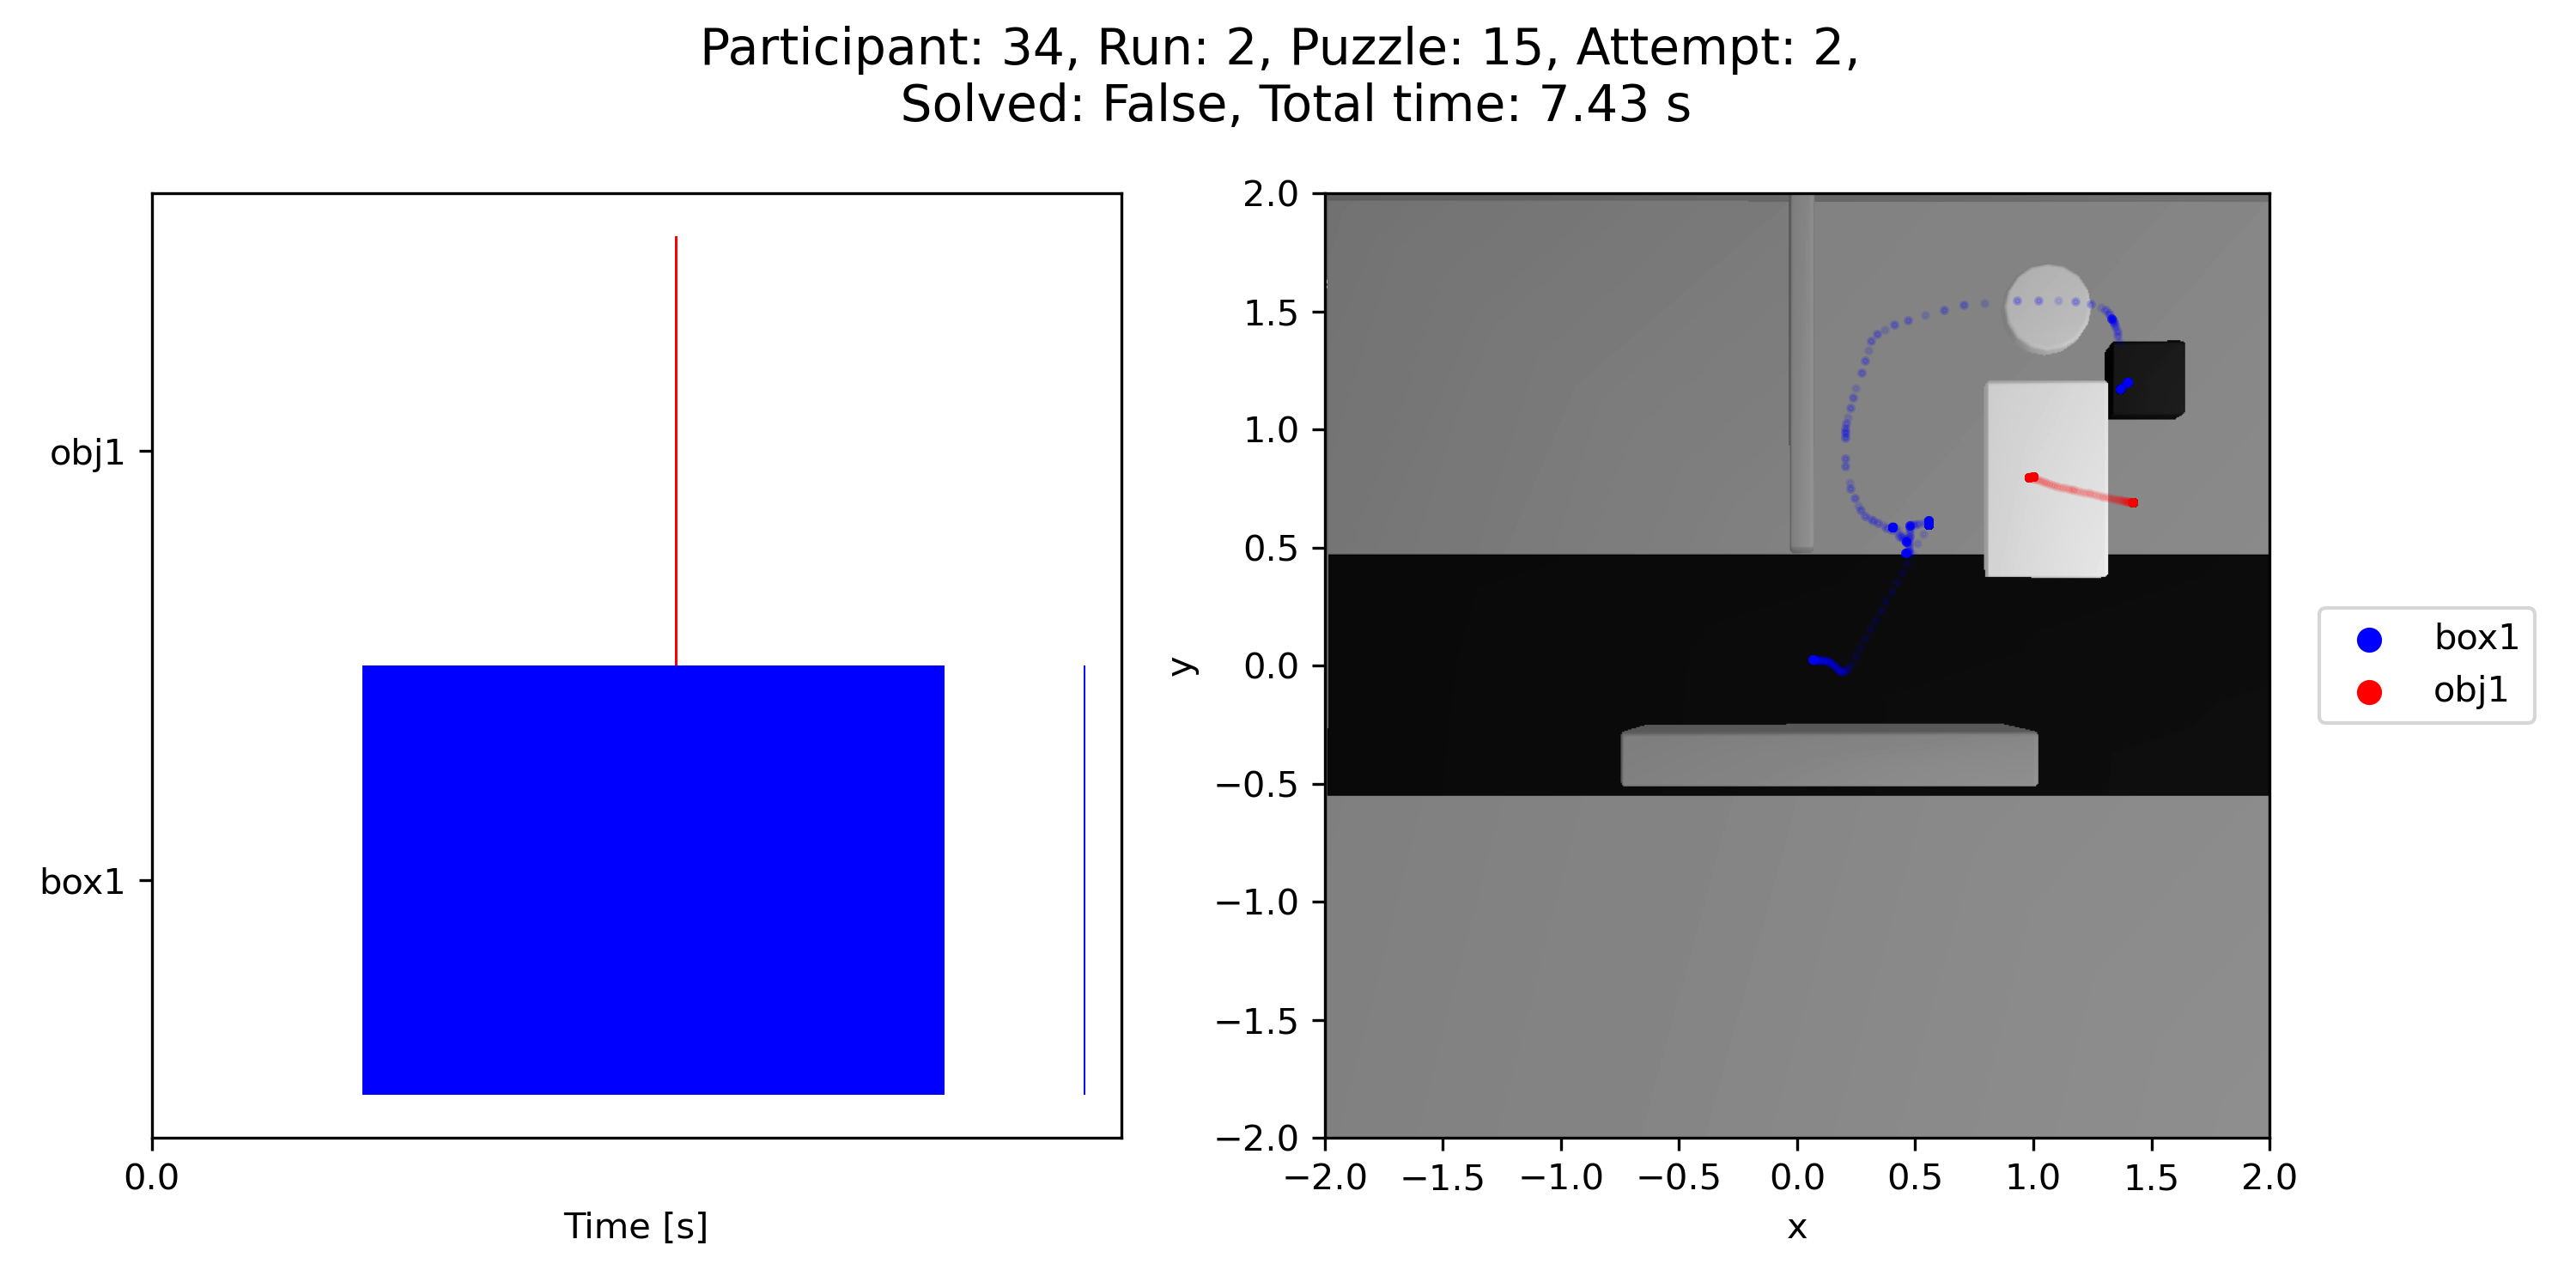 Participant: 34, Run: 2, Puzzle: 15, Attempt: 2,
Solved: False, Total time: 7.43 s
obj1
box1
0.0
Time [s]
2.0
1.5
1.0
0.5
0.0
−0.5
−1.0
−1.5
−2.0
y
−2.0 −1.5 −1.0 −0.5 0.0 0.5 1.0 1.5 2.0
x
box1
obj1